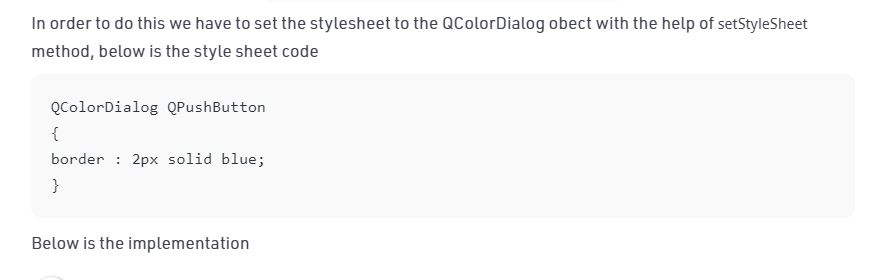 In order to do this we have to set the stylesheet to the QColorDialog obect with the help of setStyleSheet
method, below is the style sheet code
QColorDialog QPushButton
{
border : 2px solid blue;
}
Below is the implementation